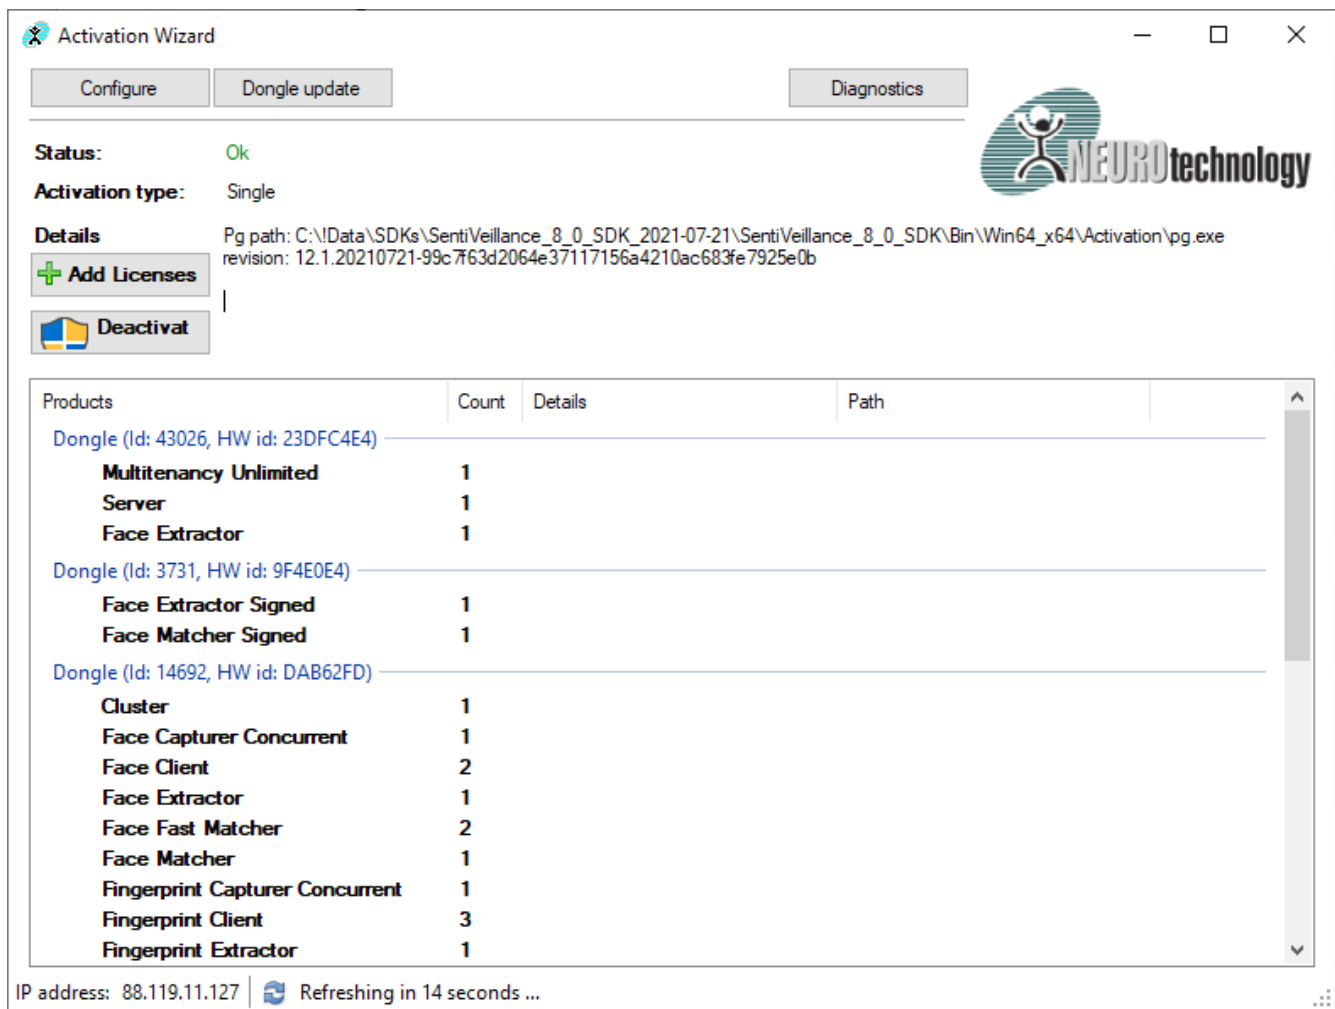 Activation Wizard
Configure Dongle update Diagnostics
NEUROtechnology
Status: Ok
Activation type: Single
Details Pg path: C:\!Data\SDKs\SentiVeillance_8_0_SDK_2021-07-21\SentiVeillance_8_0_SDK\Bin\Win64_x64\Activation\pg.exe
revision: 12.1.20210721-99c7f63d2064e37117156a4210ac683fe7925e0b
Add Licenses
Deactivat
Products Count Details Path
Dongle (Id: 43026, HW id: 23DFC4E4)
Multitenancy Unlimited 1
Server 1
Face Extractor 1
Dongle (Id: 3731, HW id: 9F4E0E4)
Face Extractor Signed 1
Face Matcher Signed 1
Dongle (Id: 14692, HW id: DAB62FD)
Cluster 1
Face Capturer Concurrent 1
Face Client 2
Face Extractor 1
Face Fast Matcher 2
Face Matcher 1
Fingerprint Capturer Concurrent 1
Fingerprint Client 3
Fingerprint Extractor 1
IP address: 88.119.11.127 Refreshing in 14 seconds ...